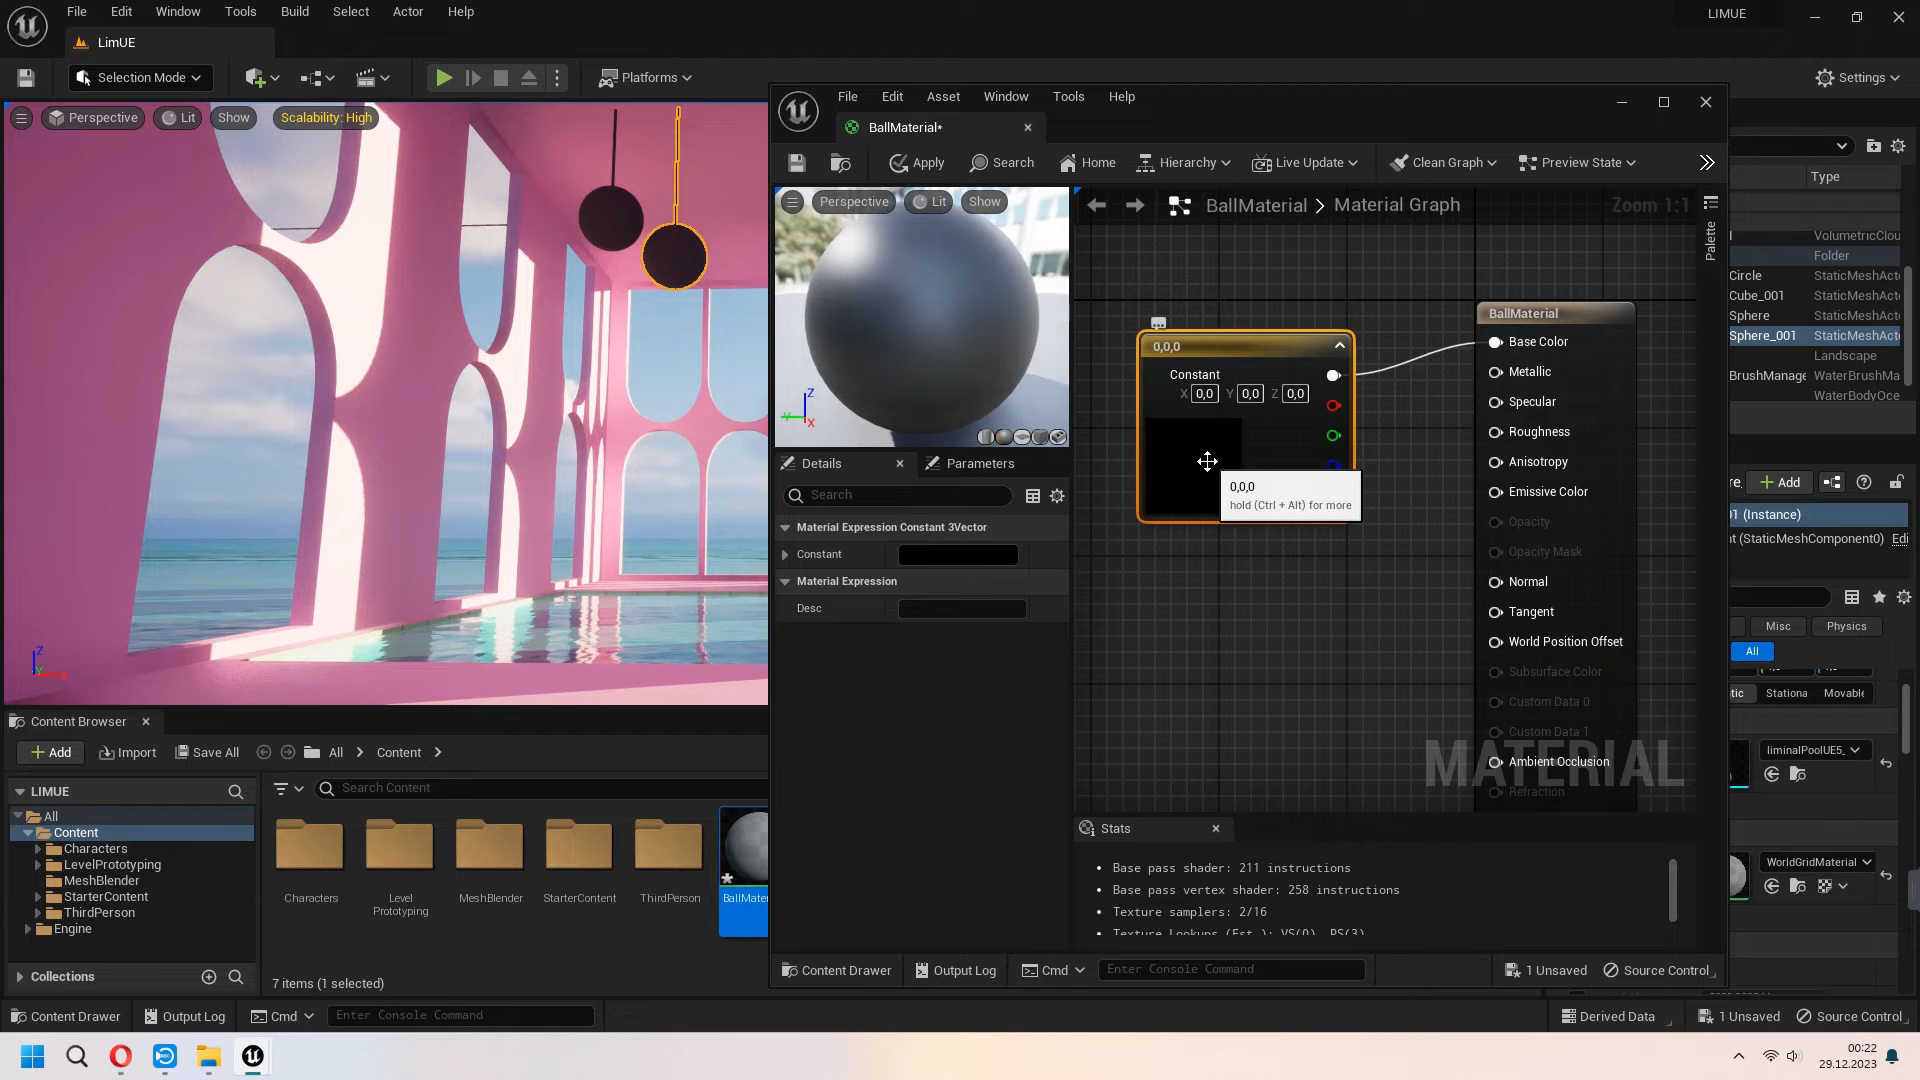 File Edit Window Tools Build Select Actor Help
LIMUE
LimUE
Selection Mode
Platforms
Settings
Perspective Lit Show Scalability: High
File Edit Asset Window Tools Help
BallMaterial*
Apply Search Home Hierarchy Live Update Clean Graph Preview State
Perspective Lit Show
BallMaterial > Material Graph
Zoom 1:1
Palette
Type
VolumetricClou
Folder
Circle StaticMeshActo
Cube_001 StaticMeshActo
Sphere StaticMeshActo
Sphere_001 StaticMeshActo
Landscape
BrushManage WaterBrushMa
WaterBodyOce
0,0,0
Constant
X 0,0 Y 0,0 Z 0,0
0,0,0
hold (Ctrl + Alt) for more
BallMaterial
Base Color
Metallic
Specular
Roughness
Anisotropy
Emissive Color
Opacity
Opacity Mask
Normal
Tangent
World Position Offset
Subsurface Color
Custom Data 0
Custom Data 1
Ambient Occlusion
Refraction
MATERIAL
Z
Y
X
Details Parameters
Search
Material Expression Constant 3Vector
Constant
Material Expression
Desc
Add
(Instance)
(StaticMeshComponent0) Edi
Misc Physics
All
tic Stationa Movable
liminalPoolUE5_
WorldGridMaterial
Stats
Base pass shader: 211 instructions
Base pass vertex shader: 258 instructions
Texture samplers: 2/16
Texture Lookups (Est.): VS(0), PS(3)
Content Drawer Output Log Cmd Enter Console Command
1 Unsaved Source Control
Content Browser
Add Import Save All All > Content >
LIMUE
All
Content
Characters
LevelPrototyping
MeshBlender
StarterContent
ThirdPerson
Engine
Collections
Search Content
Characters
Level
Prototyping
MeshBlender
StarterContent
ThirdPerson
BallMater
7 items (1 selected)
Content Drawer Output Log Cmd Enter Console Command
Derived Data 1 Unsaved Source Control
00:22
29.12.2023